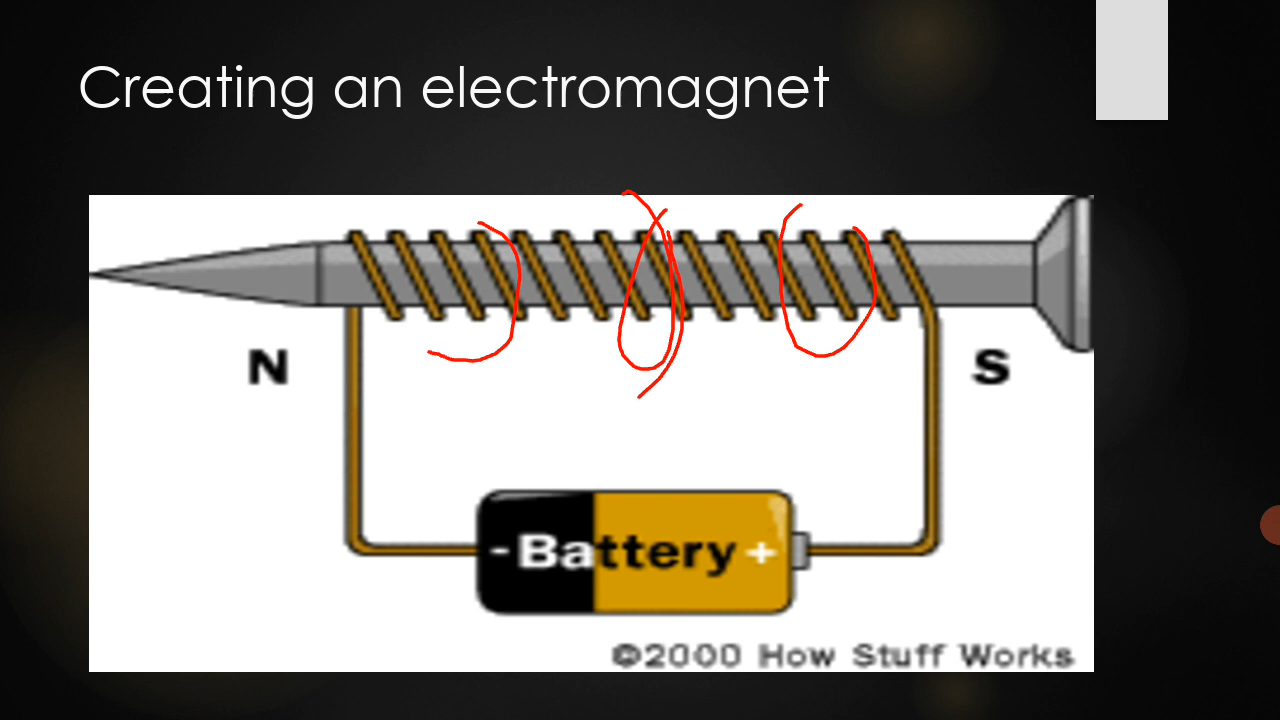 Creating an electromagnet
N
S
-Battery+
©2000 How Stuff Works